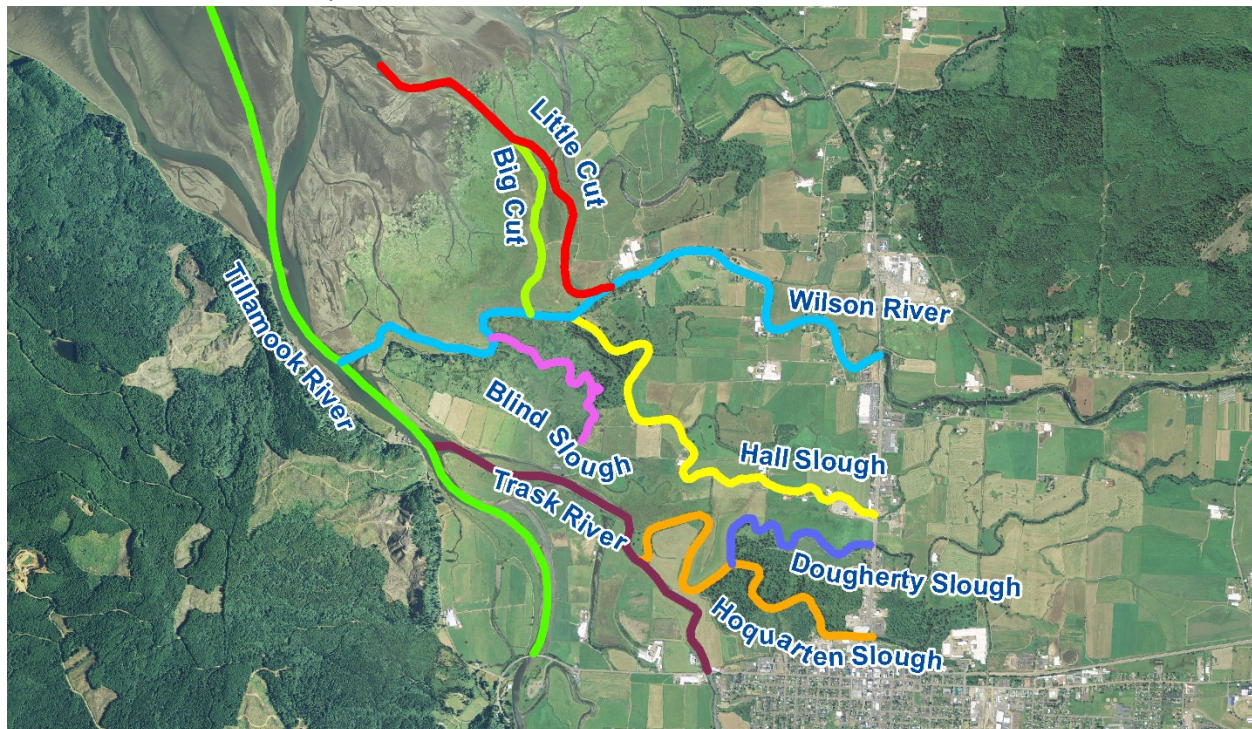 Little Cut
Big Cut
Wilson River
Tillamook River
Blind Slough
Hall Slough
Trask River
Dougherty Slough
Hoquarten Slough